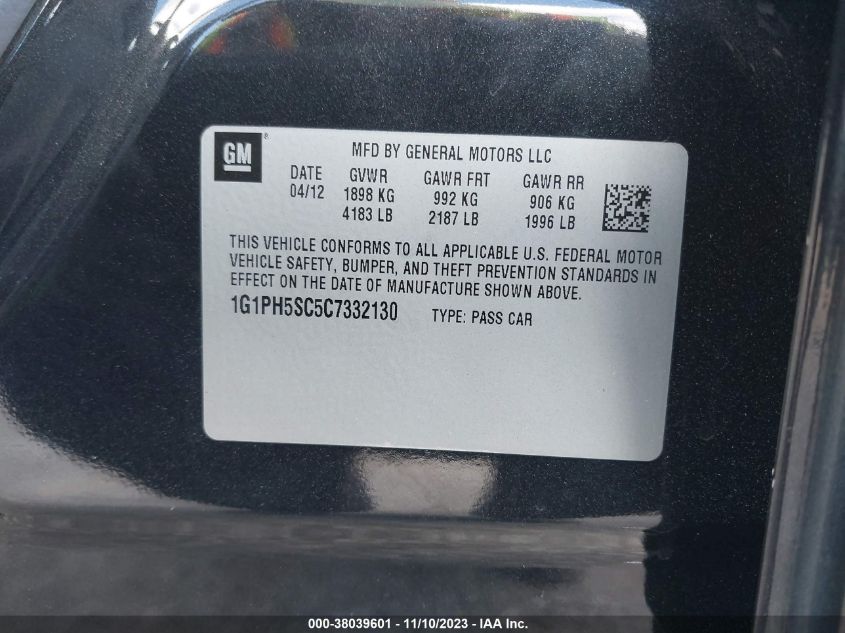 GM ®
MFD BY GENERAL MOTORS LLC
DATE GVWR GAWR FRT GAWR RR
04/12 1898 KG 992 KG 906 KG
4183 LB 2187 LB 1996 LB
THIS VEHICLE CONFORMS TO ALL APPLICABLE U.S. FEDERAL MOTOR
VEHICLE SAFETY, BUMPER, AND THEFT PREVENTION STANDARDS IN
EFFECT ON THE DATE OF MANUFACTURE SHOWN ABOVE.
1G1PH5SC5C7332130 TYPE: PASS CAR
000-38039601 - 11/10/2023 - IAA Inc.